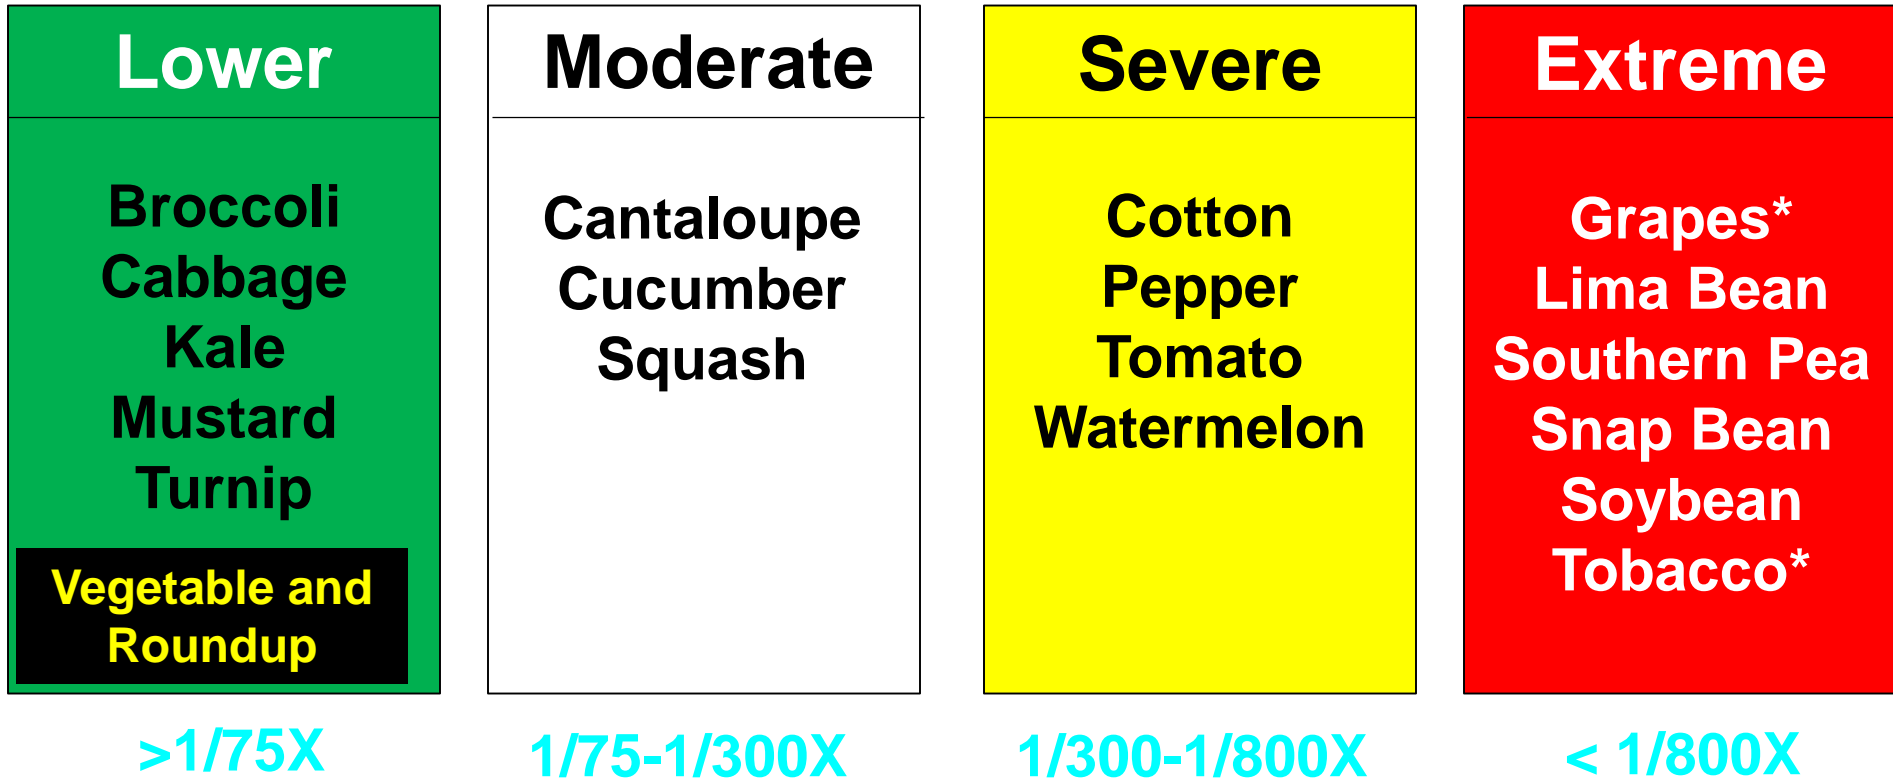 Lower
Broccoli
Cabbage
Kale
Mustard
Turnip
Vegetable and
Roundup
>1/75X
Moderate
Cantaloupe
Cucumber
Squash
1/75-1/300X
Severe
Cotton
Pepper
Tomato
Watermelon
1/300-1/800X
Extreme
Grapes*
Lima Bean
Southern Pea
Snap Bean
Soybean
Tobacco*
< 1/800X